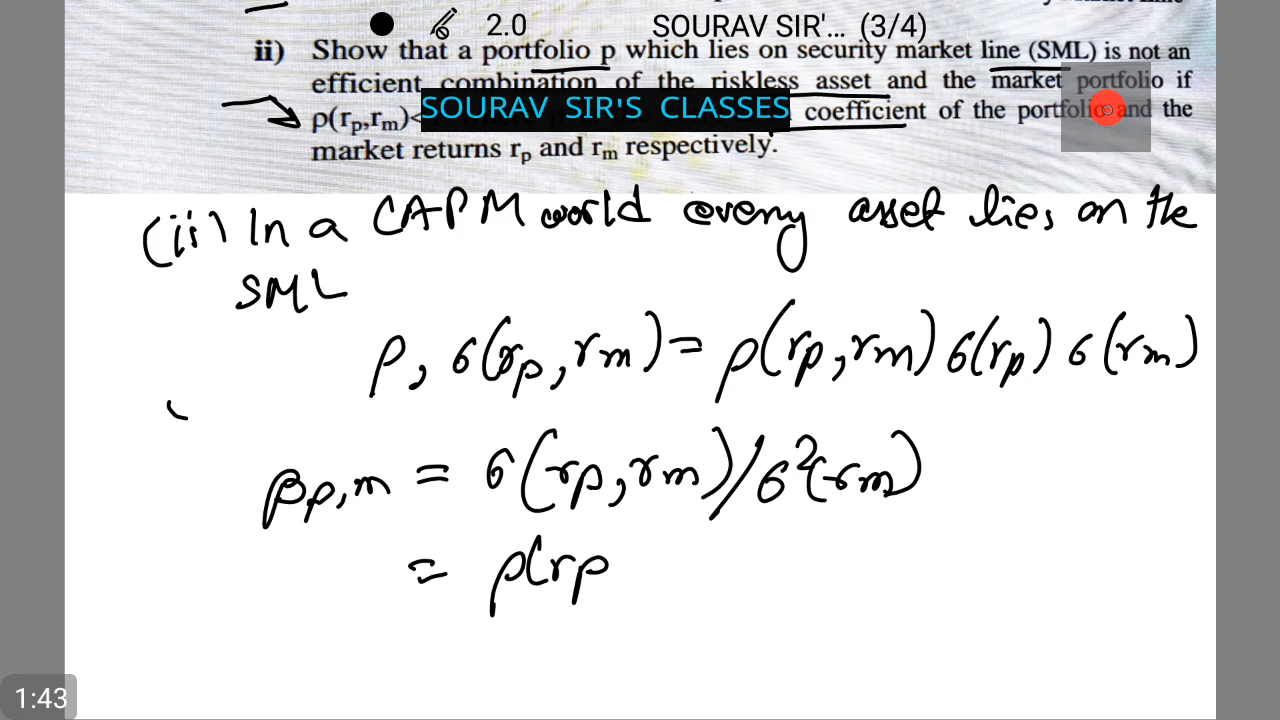 2.0 SOURAV SIR'... (3/4)
ii) Show that a portfolio p which lies on security market line (SML) is not an
efficient combination of the riskless asset and the market portfolio if
ρ(rp,rm)< SOURAV SIR'S CLASSES coefficient of the portfolio and the
market returns rp and rm respectively.
(ii) In a CAPM world every asset lies on the
SML
ρ, σ(rp, rm) = ρ(rp, rm) σ(rp) σ(rm)
βp,m = σ(rp, rm)/σ²(rm)
= ρ(rp
1:43